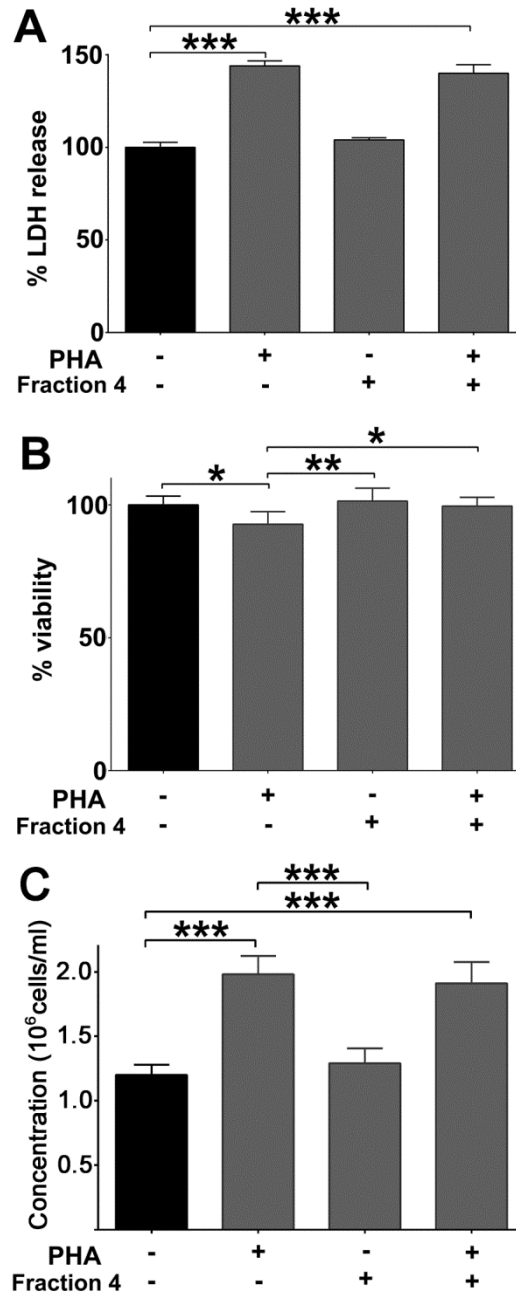 A
***
***
150
100
50
0
% LDH release
PHA - + - +
Fraction 4 - - + +
B
*
* **
100
50
0
% viability
PHA - + - +
Fraction 4 - - + +
C
***
***
***
2.0
1.5
1.0
0.5
Concentration (10⁶cells/ml)
PHA - + - +
Fraction 4 - - + +